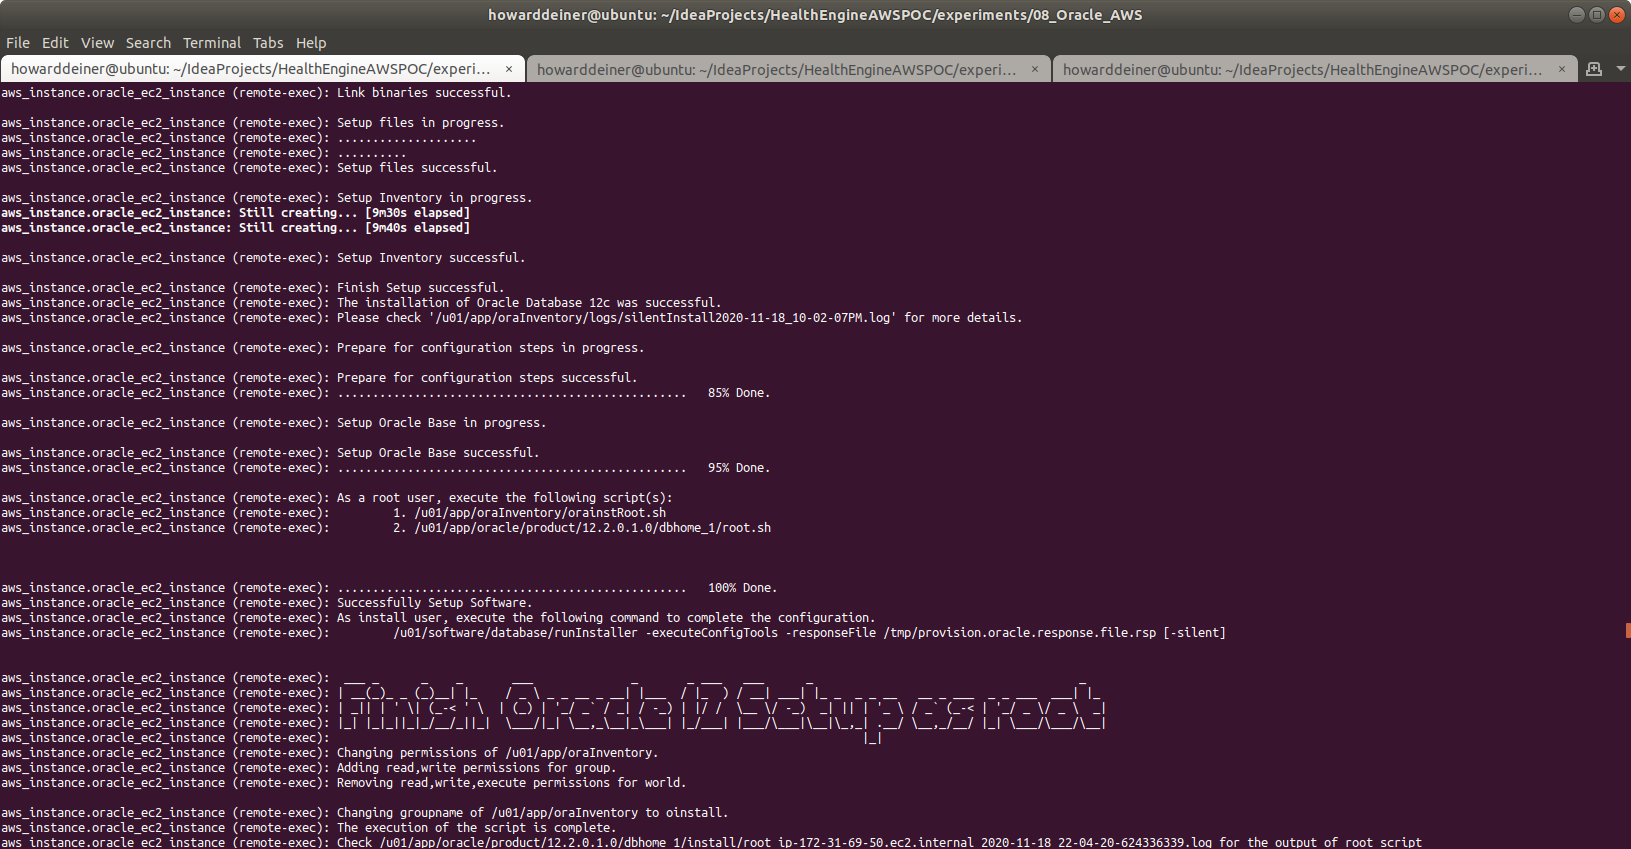 howarddeiner@ubuntu: ~/IdeaProjects/HealthEngineAWSPOC/experiments/08_Oracle_AWS
File Edit View Search Terminal Tabs Help
howarddeiner@ubuntu: ~/IdeaProjects/HealthEngineAWSPOC/experi... × howarddeiner@ubuntu: ~/IdeaProjects/HealthEngineAWSPOC/experi... × howarddeiner@ubuntu: ~/IdeaProjects/HealthEngineAWSPOC/experi... ×
aws_instance.oracle_ec2_instance (remote-exec): Link binaries successful.
aws_instance.oracle_ec2_instance (remote-exec): Setup files in progress.
aws_instance.oracle_ec2_instance (remote-exec): ....................
aws_instance.oracle_ec2_instance (remote-exec): ..........
aws_instance.oracle_ec2_instance (remote-exec): Setup files successful.
aws_instance.oracle_ec2_instance (remote-exec): Setup Inventory in progress.
aws_instance.oracle_ec2_instance: Still creating... [9m30s elapsed]
aws_instance.oracle_ec2_instance: Still creating... [9m40s elapsed]
aws_instance.oracle_ec2_instance (remote-exec): Setup Inventory successful.
aws_instance.oracle_ec2_instance (remote-exec): Finish Setup successful.
aws_instance.oracle_ec2_instance (remote-exec): The installation of Oracle Database 12c was successful.
aws_instance.oracle_ec2_instance (remote-exec): Please check '/u01/app/oraInventory/logs/silentInstall2020-11-18_10-02-07PM.log' for more details.
aws_instance.oracle_ec2_instance (remote-exec): Prepare for configuration steps in progress.
aws_instance.oracle_ec2_instance (remote-exec): Prepare for configuration steps successful.
aws_instance.oracle_ec2_instance (remote-exec): .................................................. 85% Done.
aws_instance.oracle_ec2_instance (remote-exec): Setup Oracle Base in progress.
aws_instance.oracle_ec2_instance (remote-exec): Setup Oracle Base successful.
aws_instance.oracle_ec2_instance (remote-exec): .................................................. 95% Done.
aws_instance.oracle_ec2_instance (remote-exec): As a root user, execute the following script(s):
aws_instance.oracle_ec2_instance (remote-exec): 1. /u01/app/oraInventory/orainstRoot.sh
aws_instance.oracle_ec2_instance (remote-exec): 2. /u01/app/oracle/product/12.2.0.1.0/dbhome_1/root.sh
aws_instance.oracle_ec2_instance (remote-exec): .................................................. 100% Done.
aws_instance.oracle_ec2_instance (remote-exec): Successfully Setup Software.
aws_instance.oracle_ec2_instance (remote-exec): As install user, execute the following command to complete the configuration.
aws_instance.oracle_ec2_instance (remote-exec): /u01/software/database/runInstaller -executeConfigTools -responseFile /tmp/provision.oracle.response.file.rsp [-silent]
aws_instance.oracle_ec2_instance (remote-exec):
aws_instance.oracle_ec2_instance (remote-exec):
aws_instance.oracle_ec2_instance (remote-exec): Finish Oracle 12 Setup as root
aws_instance.oracle_ec2_instance (remote-exec):
aws_instance.oracle_ec2_instance (remote-exec):
aws_instance.oracle_ec2_instance (remote-exec): Changing permissions of /u01/app/oraInventory.
aws_instance.oracle_ec2_instance (remote-exec): Adding read,write permissions for group.
aws_instance.oracle_ec2_instance (remote-exec): Removing read,write,execute permissions for world.
aws_instance.oracle_ec2_instance (remote-exec): Changing groupname of /u01/app/oraInventory to oinstall.
aws_instance.oracle_ec2_instance (remote-exec): The execution of the script is complete.
aws_instance.oracle_ec2_instance (remote-exec): Check /u01/app/oracle/product/12.2.0.1.0/dbhome_1/install/root_ip-172-31-69-50.ec2.internal_2020-11-18_22-04-20-624336339.log for the output of root script